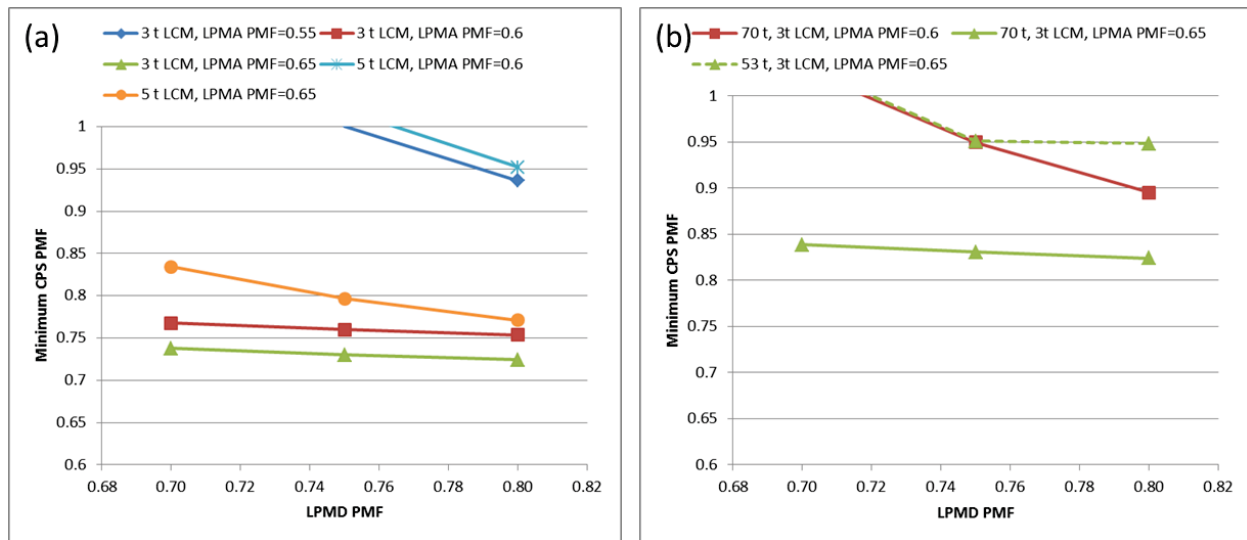 (a)
3 t LCM, LPMA PMF=0.55 3 t LCM, LPMA PMF=0.6
3 t LCM, LPMA PMF=0.65 5 t LCM, LPMA PMF=0.6
5 t LCM, LPMA PMF=0.65
1
0.95
0.9
0.85
0.8
0.75
0.7
0.65
0.6
Minimum CPS PMF
0.68 0.70 0.72 0.74 0.76 0.78 0.80 0.82
LPMD PMF
(b)
70 t, 3t LCM, LPMA PMF=0.6 70 t, 3t LCM, LPMA PMF=0.65
53 t, 3t LCM, LPMA PMF=0.65
1
0.95
0.9
0.85
0.8
0.75
0.7
0.65
0.6
Minimum CPS PMF
0.68 0.70 0.72 0.74 0.76 0.78 0.80 0.82
LPMD PMF